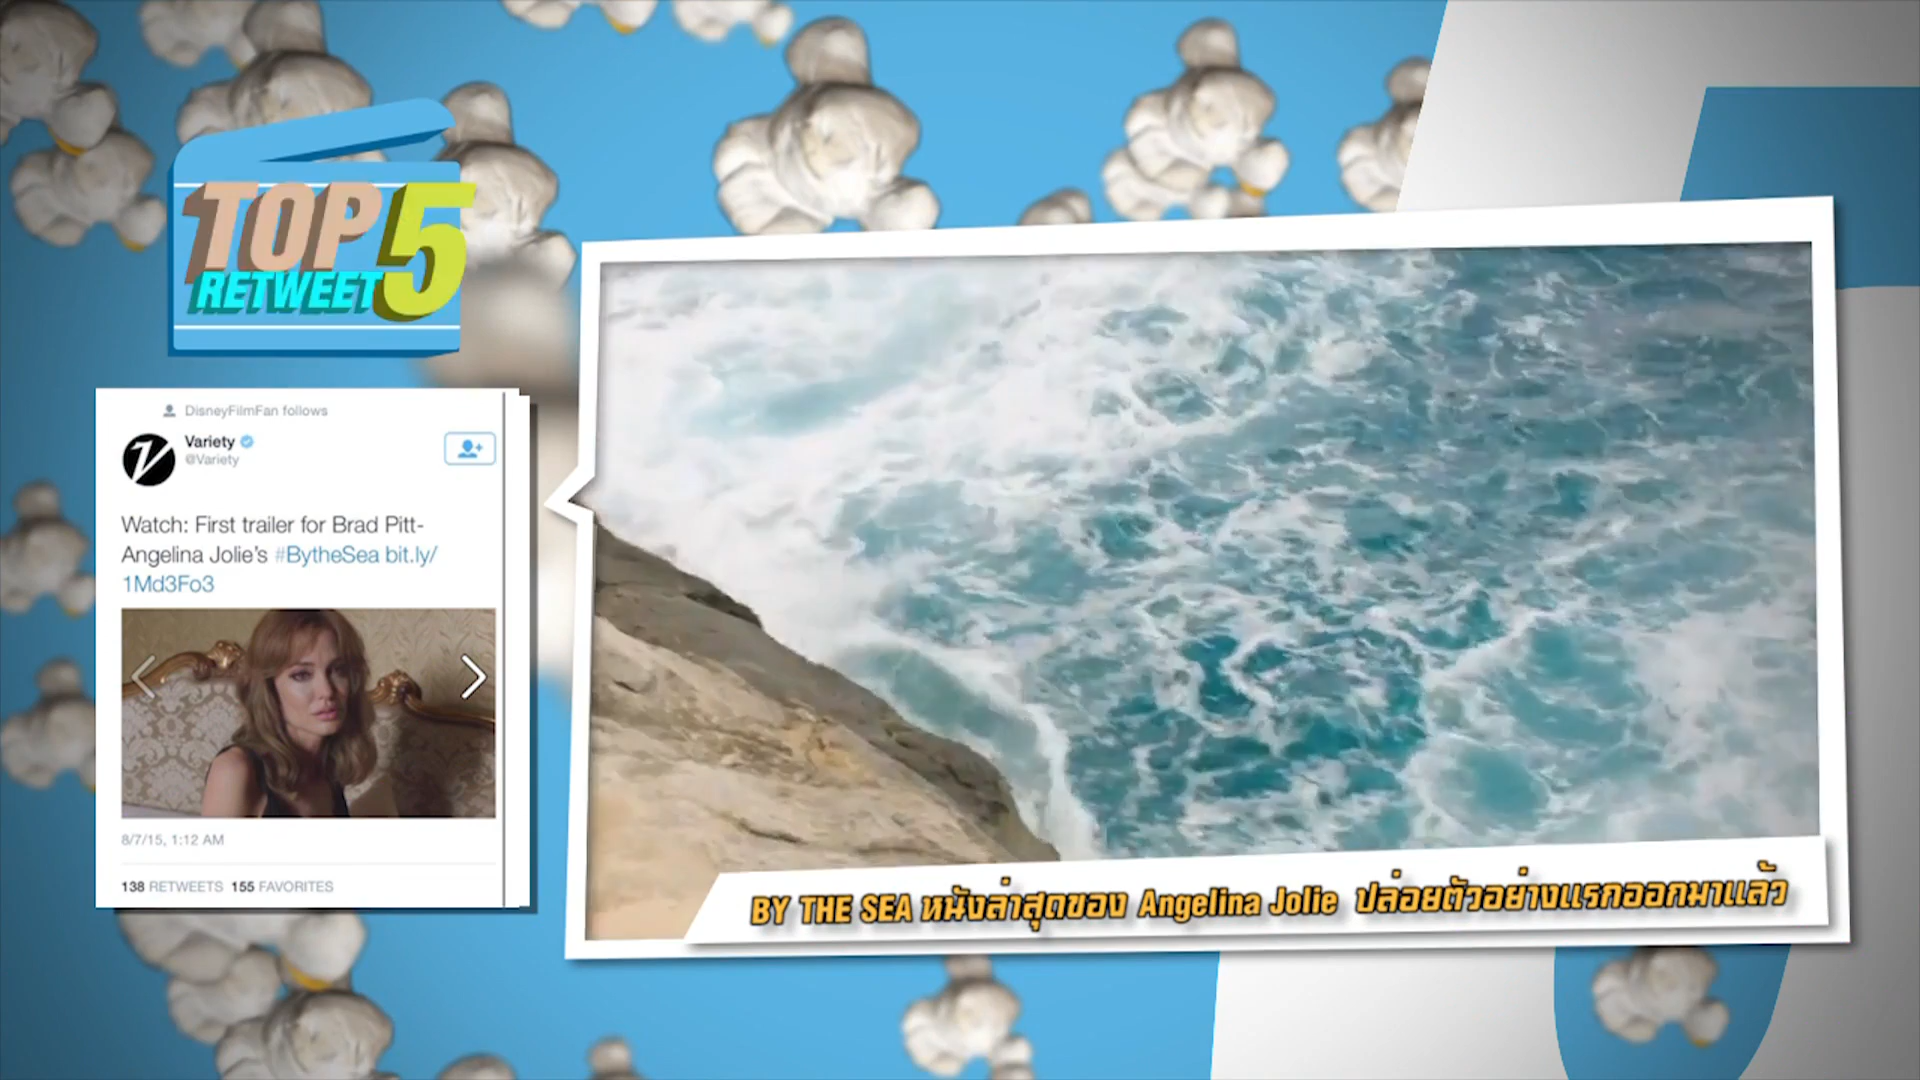 TOP 5
RETWEET
DisneyFilmFan follows
Variety
@Variety
Watch: First trailer for Brad Pitt-
Angelina Jolie's #BytheSea bit.ly/
1Md3Fo3
8/7/15, 1:12 AM
138 RETWEETS 155 FAVORITES
BY THE SEA หนังล่าสุดของ Angelina Jolie ปล่อยตัวอย่างแรกออกมาแล้ว